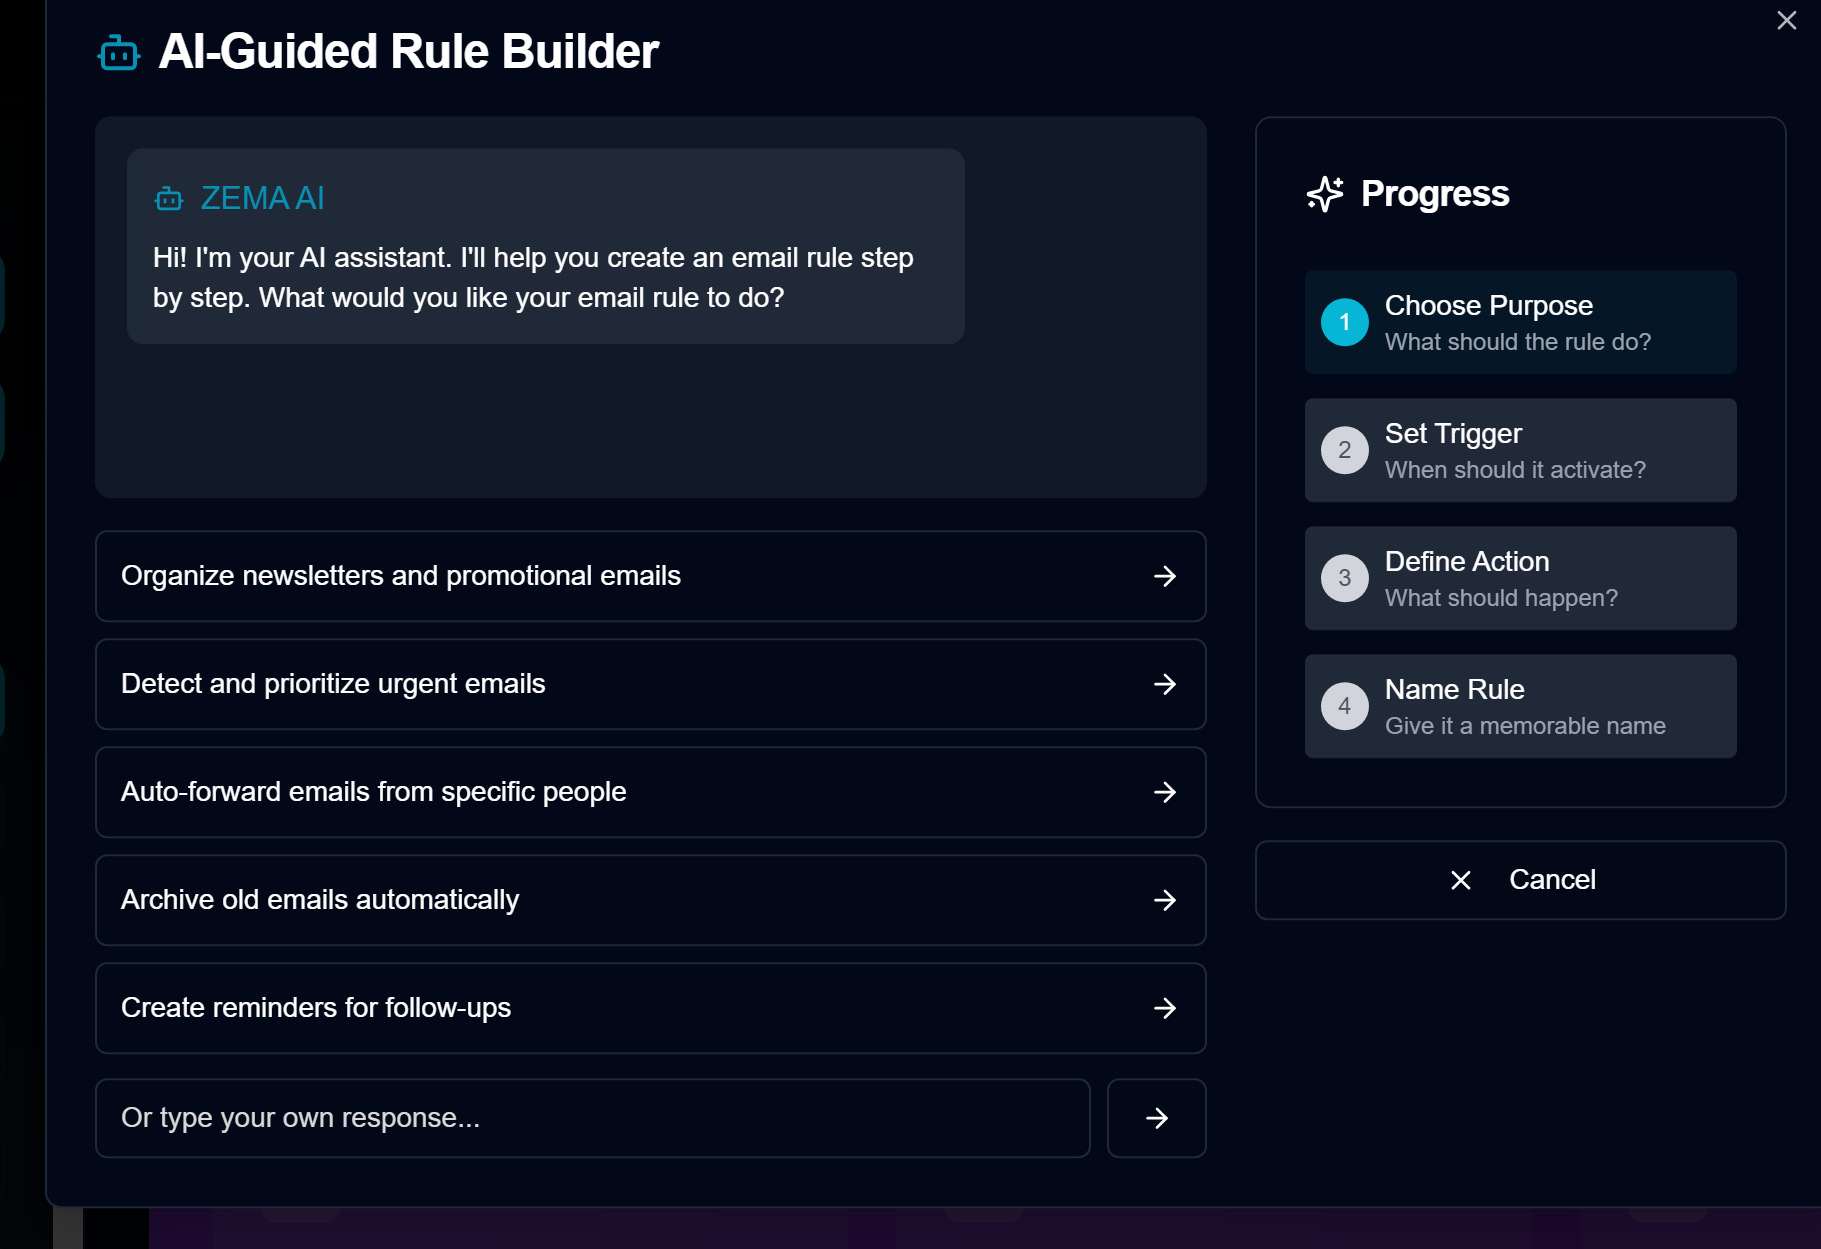 AI-Guided Rule Builder
ZEMA AI
Hi! I'm your AI assistant. I'll help you create an email rule step
by step. What would you like your email rule to do?
Organize newsletters and promotional emails
Detect and prioritize urgent emails
Auto-forward emails from specific people
Archive old emails automatically
Create reminders for follow-ups
Or type your own response...
Progress
1
Choose Purpose
What should the rule do?
2
Set Trigger
When should it activate?
3
Define Action
What should happen?
4
Name Rule
Give it a memorable name
Cancel